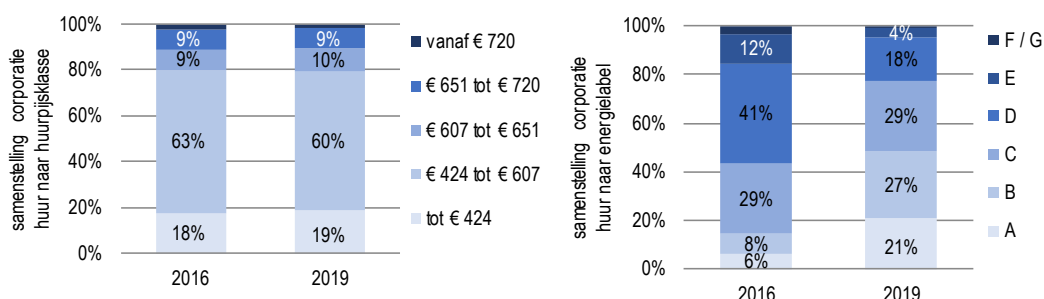 samenstelling corporatie
huur naar huurpijsklasse
100%
80%
60%
40%
20%
0%
9%
9%
63%
18%
9%
10%
60%
19%
2016
2019
vanaf € 720
€ 651 tot € 720
€ 607 tot € 651
€ 424 tot € 607
tot € 424
samenstelling corporatie
huur naar energielabel
100%
80%
60%
40%
20%
0%
12%
41%
29%
8%
6%
4%
18%
29%
27%
21%
2016
2019
F / G
E
D
C
B
A